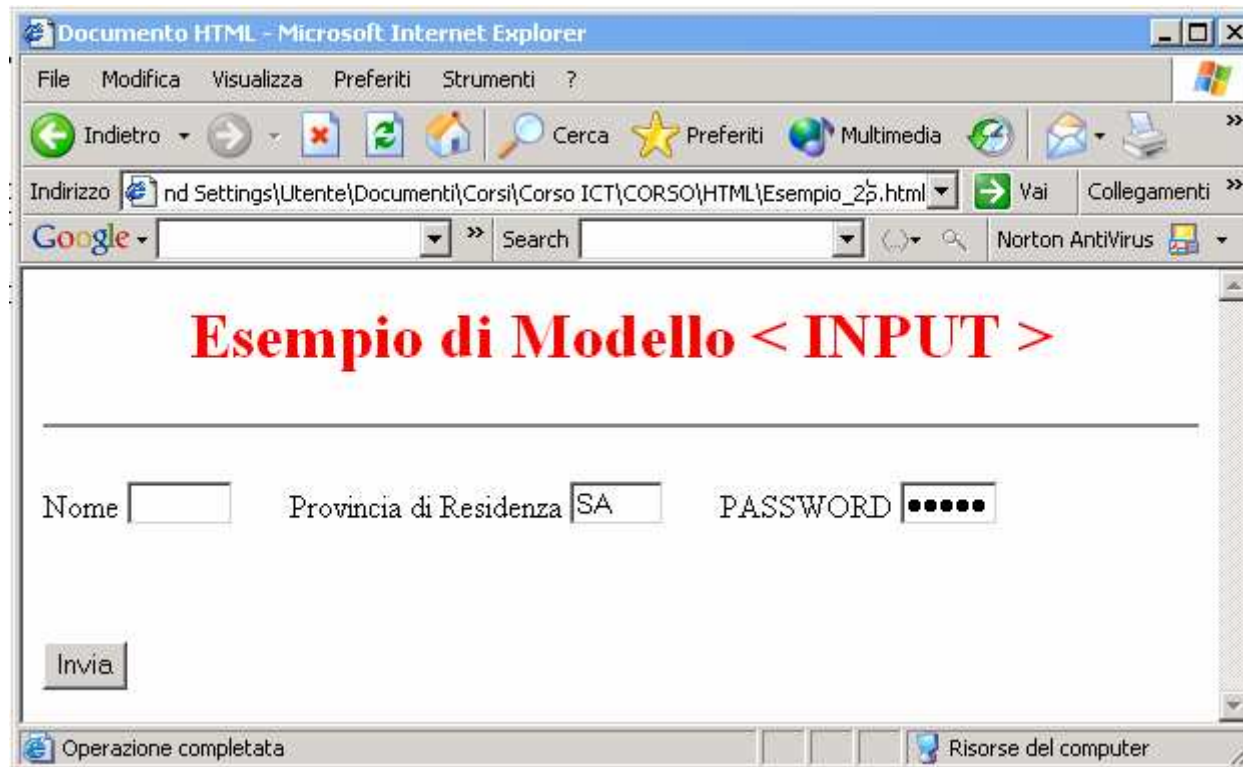 Documento HTML - Microsoft Internet Explorer
File Modifica Visualizza Preferiti Strumenti ?
Indietro Cerca Preferiti Multimedia »
Indirizzo nd Settings\Utente\Documenti\Corsi\Corso ICT\CORSO\HTML\Esempio_25.html Vai Collegamenti »
Google » Search Norton AntiVirus
Esempio di Modello < INPUT >
Nome Provincia di Residenza SA PASSWORD •••••
Invia
Operazione completata Risorse del computer